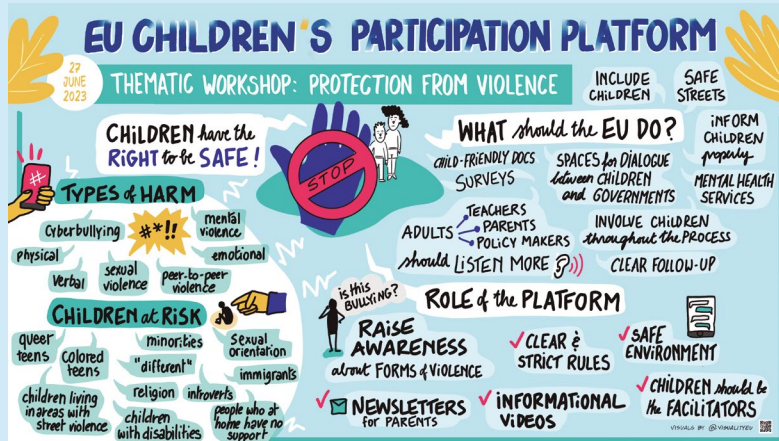 EU CHILDREN'S PARTICIPATION PLATFORM
27
JUNE
2023
THEMATIC WORKSHOP: PROTECTION FROM VIOLENCE
CHILDREN have the
RIGHT to be SAFE!
STOP
#
TYPES of HARM
Cyberbullying
#*!!
mental
violence
physical
emotional
Verbal
sexual
violence
peer-to-peer
violence
CHILDREN at RISK
queer
teens
Colored
teens
minorities
"different"
Sexual
orientation
immigrants
religion
introverts
children living
in areas with
street violence
children
with disabilities
people who at
home have no
support
WHAT should the EU DO?
INCLUDE
CHILDREN
SAFE
STREETS
INFORM
CHILDREN
properly
CHILD-FRIENDLY DOCS
SURVEYS
SPACES for DIALOGUE
between CHILDREN
and GOVERNMENTS
MENTAL HEALTH
SERVICES
ADULTS
TEACHERS
PARENTS
POLICY MAKERS
should LISTEN MORE
INVOLVE CHILDREN
throughout the PROCESS
CLEAR FOLLOW-UP
ROLE of the PLATFORM
is this
BULLYING?
RAISE
AWARENESS
about FORMS of VIOLENCE
CLEAR &
STRICT RULES
SAFE
ENVIRONMENT
NEWSLETTERS
for PARENTS
INFORMATIONAL
VIDEOS
CHILDREN should be
the FACILITATORS
VISUALS BY @VISUALITYEU